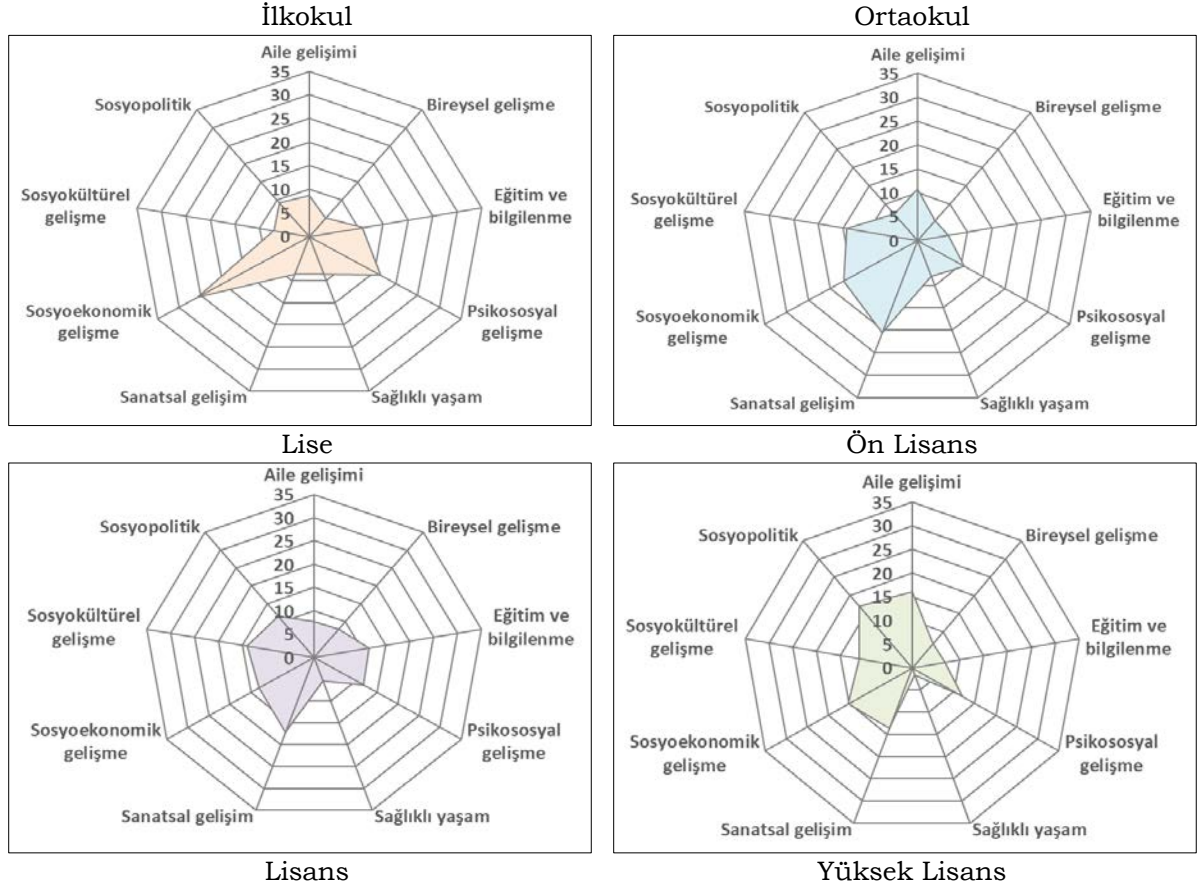 İlkokul
Aile gelişimi
35
30
25
20
15
10
5
0
Bireysel gelişme
Eğitim ve
bilgilenme
Psikososyal
gelişme
Sağlıklı yaşam
Sanatsal gelişim
Sosyoekonomik
gelişme
Sosyokültürel
gelişme
Sosyopolitik
Ortaokul
Aile gelişimi
35
30
25
20
15
10
5
0
Bireysel gelişme
Eğitim ve
bilgilenme
Psikososyal
gelişme
Sağlıklı yaşam
Sanatsal gelişim
Sosyoekonomik
gelişme
Sosyokültürel
gelişme
Sosyopolitik
Lise
Aile gelişimi
35
30
25
20
15
10
5
0
Bireysel gelişme
Eğitim ve
bilgilenme
Psikososyal
gelişme
Sağlıklı yaşam
Sanatsal gelişim
Sosyoekonomik
gelişme
Sosyokültürel
gelişme
Sosyopolitik
Ön Lisans
Aile gelişimi
35
30
25
20
15
10
5
0
Bireysel gelişme
Eğitim ve
bilgilenme
Psikososyal
gelişme
Sağlıklı yaşam
Sanatsal gelişim
Sosyoekonomik
gelişme
Sosyokültürel
gelişme
Sosyopolitik
Lisans
Yüksek Lisans